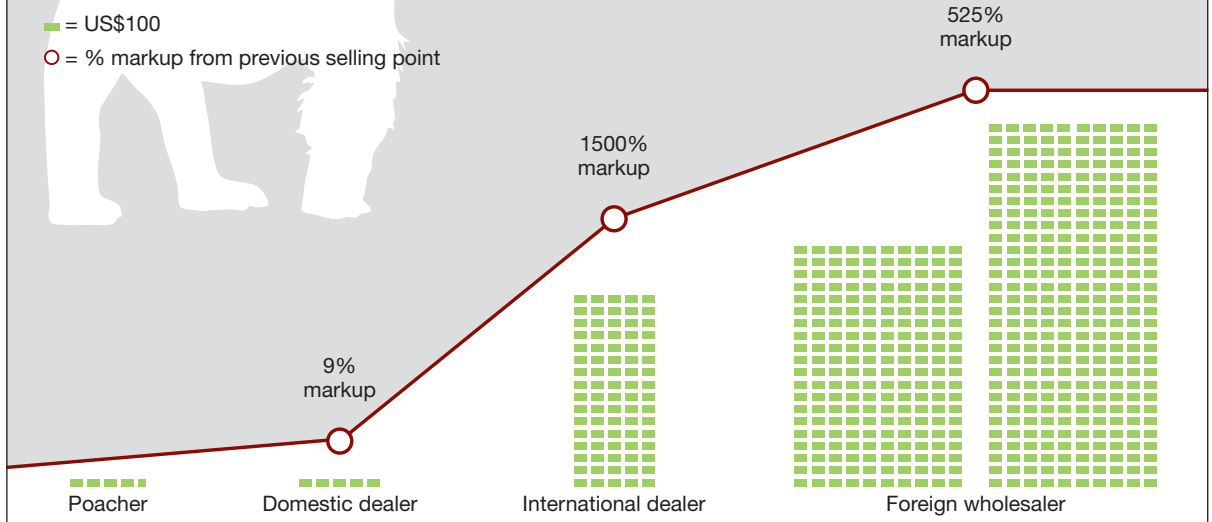 = US$100
= % markup from previous selling point
525%
markup
1500%
markup
9%
markup
Poacher
Domestic dealer
International dealer
Foreign wholesaler